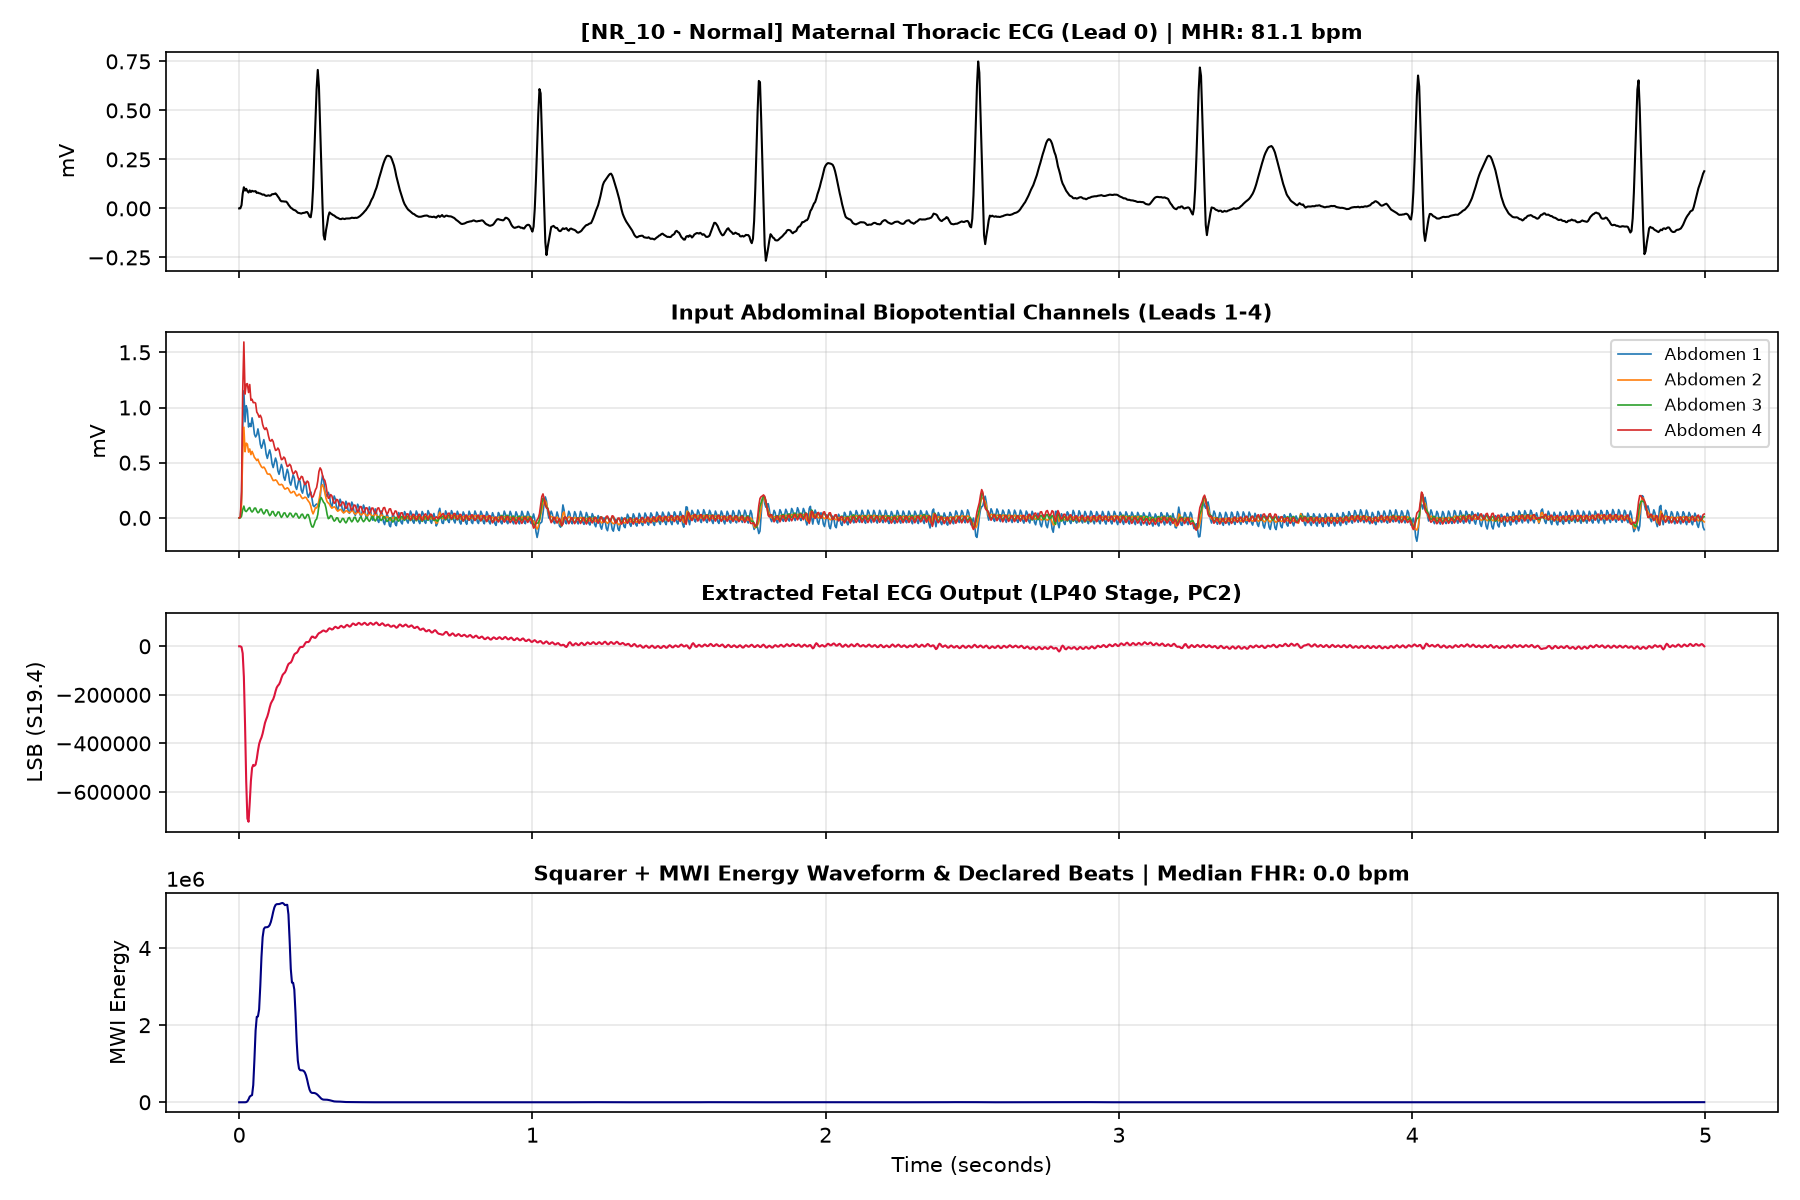 [NR_10 - Normal] Maternal Thoracic ECG (Lead 0) | MHR: 81.1 bpm
0.75
0.50
0.25
0.00
−0.25
mV
Input Abdominal Biopotential Channels (Leads 1-4)
1.5
1.0
0.5
0.0
mV
Abdomen 1
Abdomen 2
Abdomen 3
Abdomen 4
Extracted Fetal ECG Output (LP40 Stage, PC2)
0
−200000
−400000
−600000
LSB (S19.4)
Squarer + MWI Energy Waveform & Declared Beats | Median FHR: 0.0 bpm
1e6
4
2
0
MWI Energy
0 1 2 3 4 5
Time (seconds)